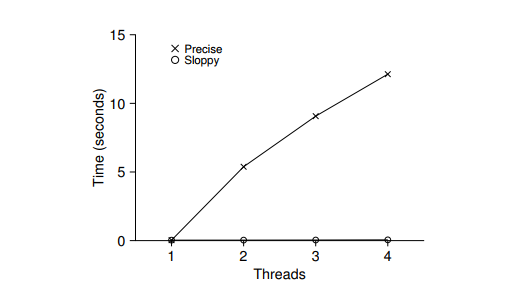 15
Precise
Sloppy
10
Time (seconds)
5
0
1 2 3 4
Threads